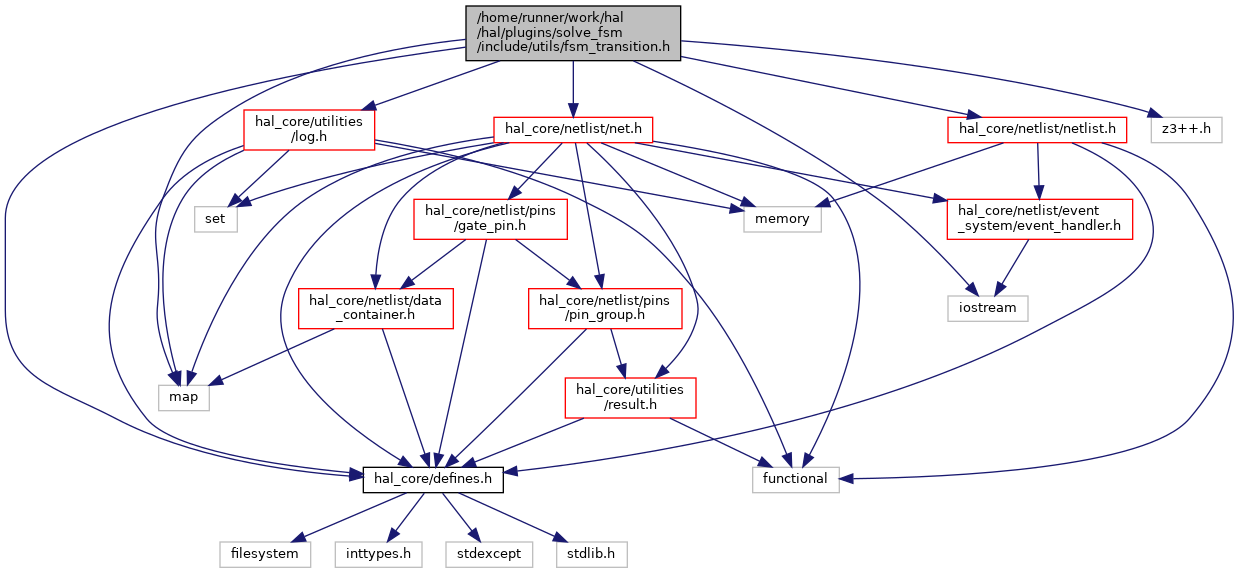 /home/runner/work/hal
/hal/plugins/solve_fsm
/include/utils/fsm_transition.h
hal_core/utilities
/log.h
hal_core/netlist/net.h
hal_core/netlist/netlist.h
z3++.h
set
hal_core/netlist/pins
/gate_pin.h
memory
hal_core/netlist/event
_system/event_handler.h
hal_core/netlist/data
_container.h
hal_core/netlist/pins
/pin_group.h
iostream
map
hal_core/utilities
/result.h
hal_core/defines.h
functional
filesystem
inttypes.h
stdexcept
stdlib.h